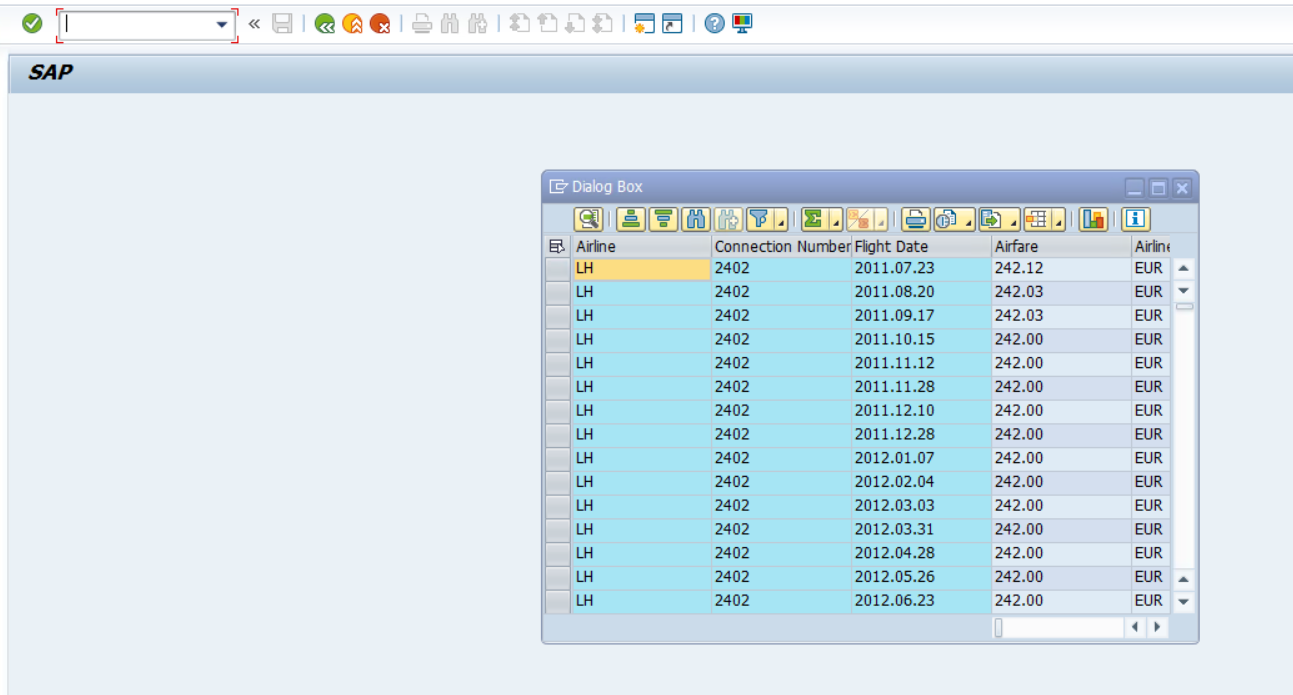 SAP
Dialog Box
Airline Connection Number Flight Date Airfare Airline
LH 2402 2011.07.23 242.12 EUR
LH 2402 2011.08.20 242.03 EUR
LH 2402 2011.09.17 242.03 EUR
LH 2402 2011.10.15 242.00 EUR
LH 2402 2011.11.12 242.00 EUR
LH 2402 2011.11.28 242.00 EUR
LH 2402 2011.12.10 242.00 EUR
LH 2402 2011.12.28 242.00 EUR
LH 2402 2012.01.07 242.00 EUR
LH 2402 2012.02.04 242.00 EUR
LH 2402 2012.03.03 242.00 EUR
LH 2402 2012.03.31 242.00 EUR
LH 2402 2012.04.28 242.00 EUR
LH 2402 2012.05.26 242.00 EUR
LH 2402 2012.06.23 242.00 EUR